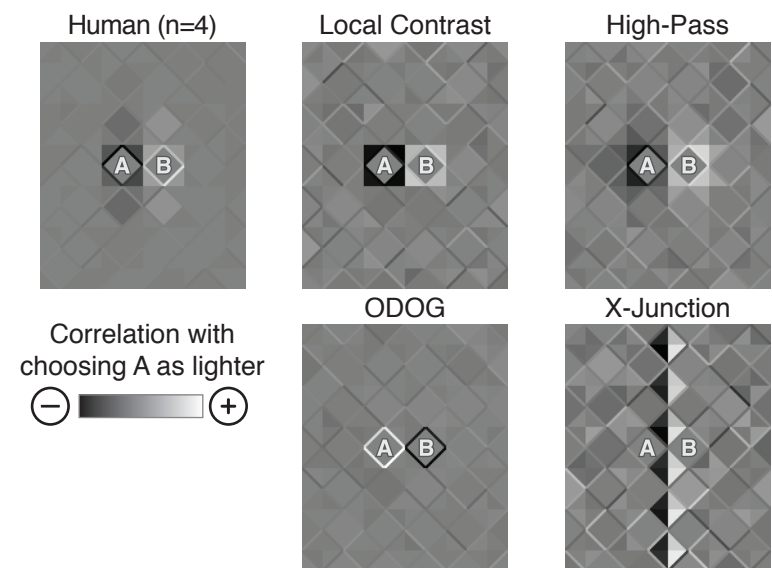 Human (n=4)
Local Contrast
High-Pass
A B
A B
A B
ODOG
X-Junction
Correlation with
choosing A as lighter
− +
A B
A B